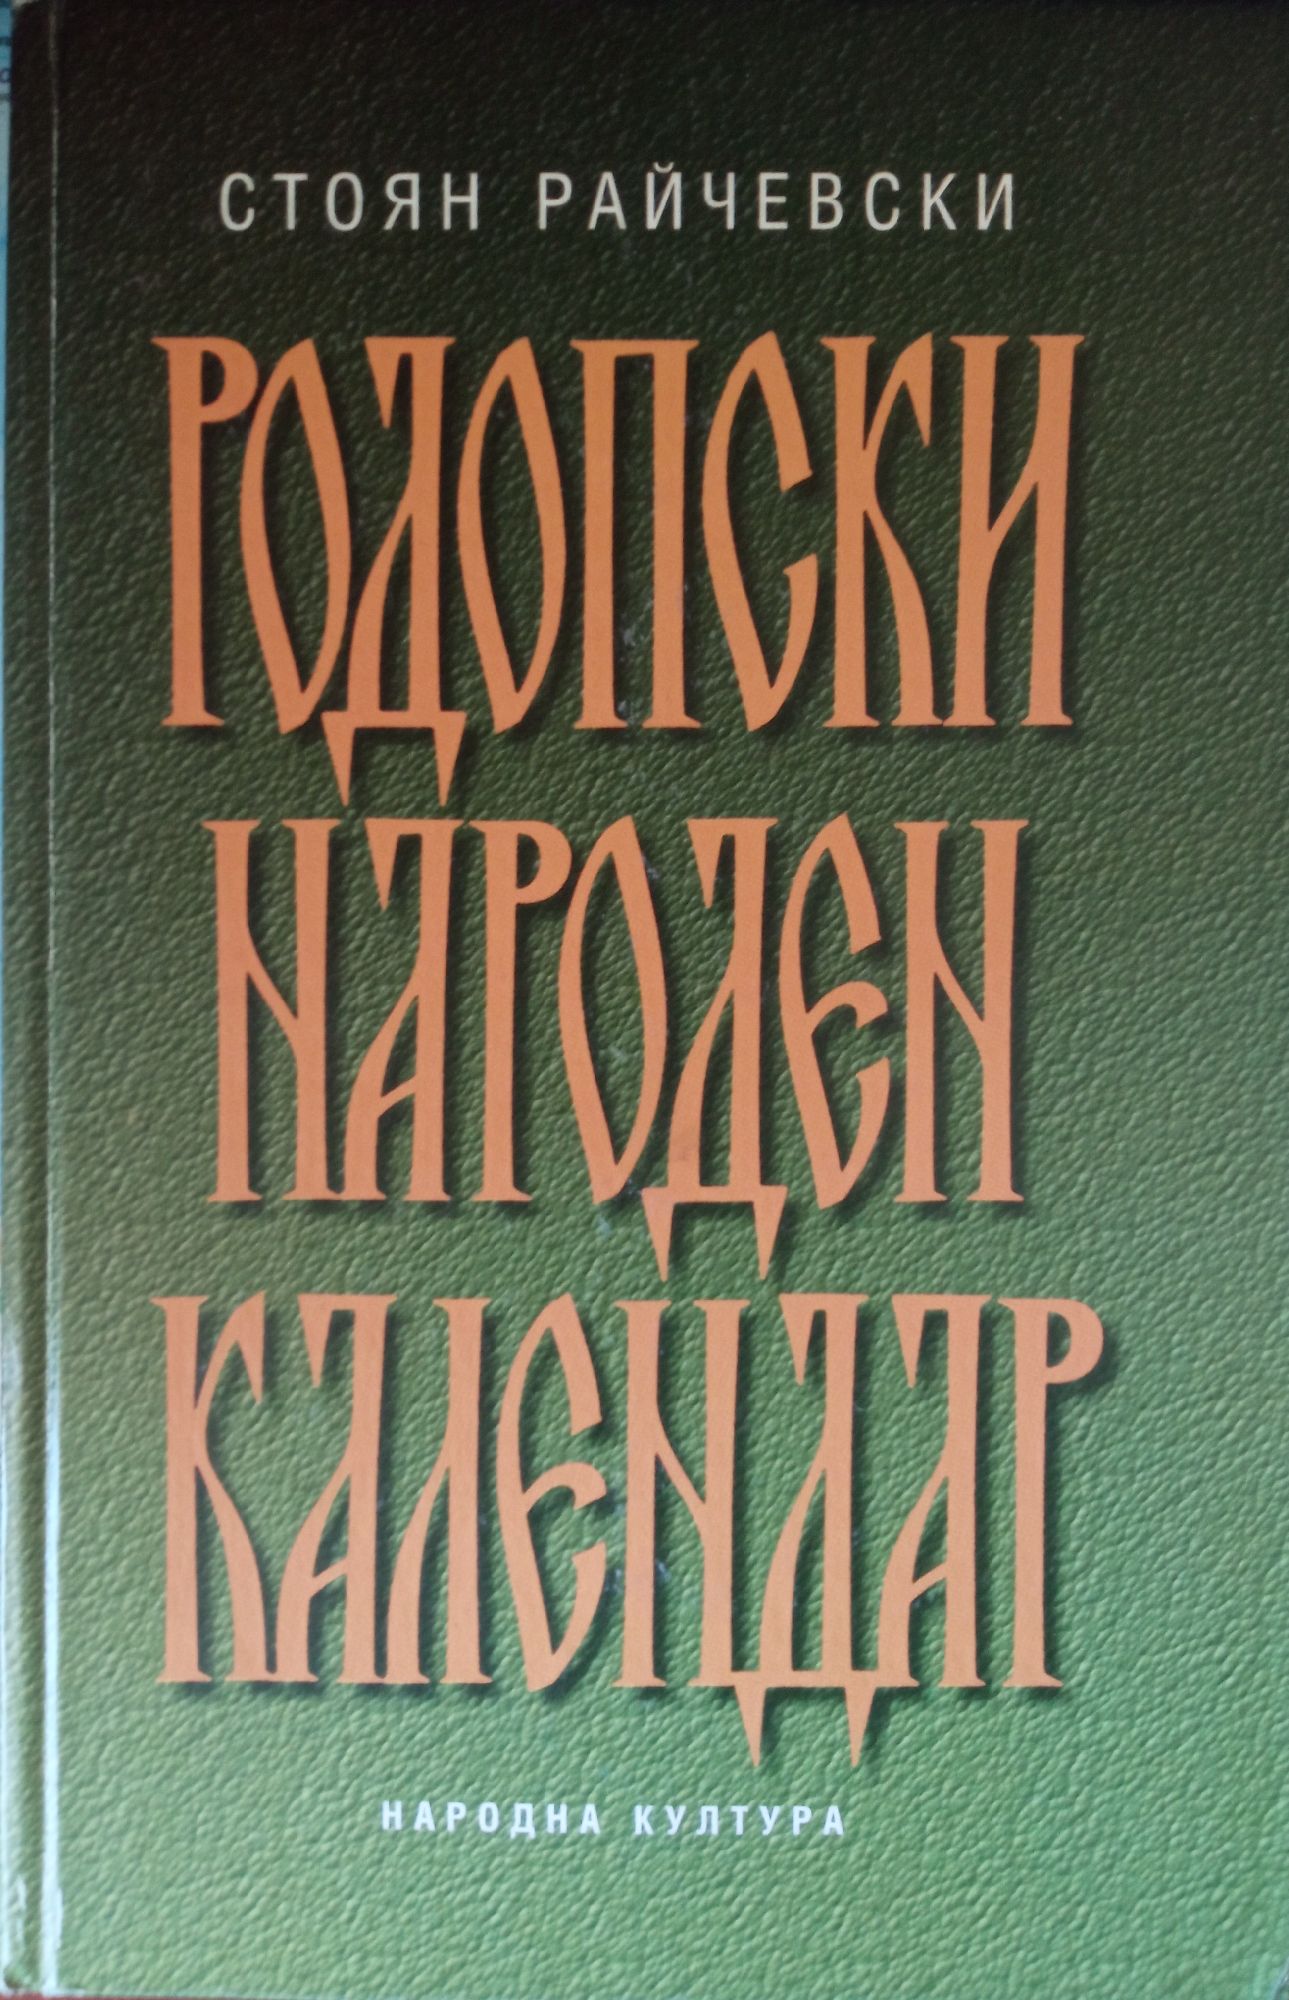 СТОЯН РАЙЧЕВСКИ
РОДОПСКИ
НАРОДЕН
КАЛЕНДАР
НАРОДНА КУЛТУРА